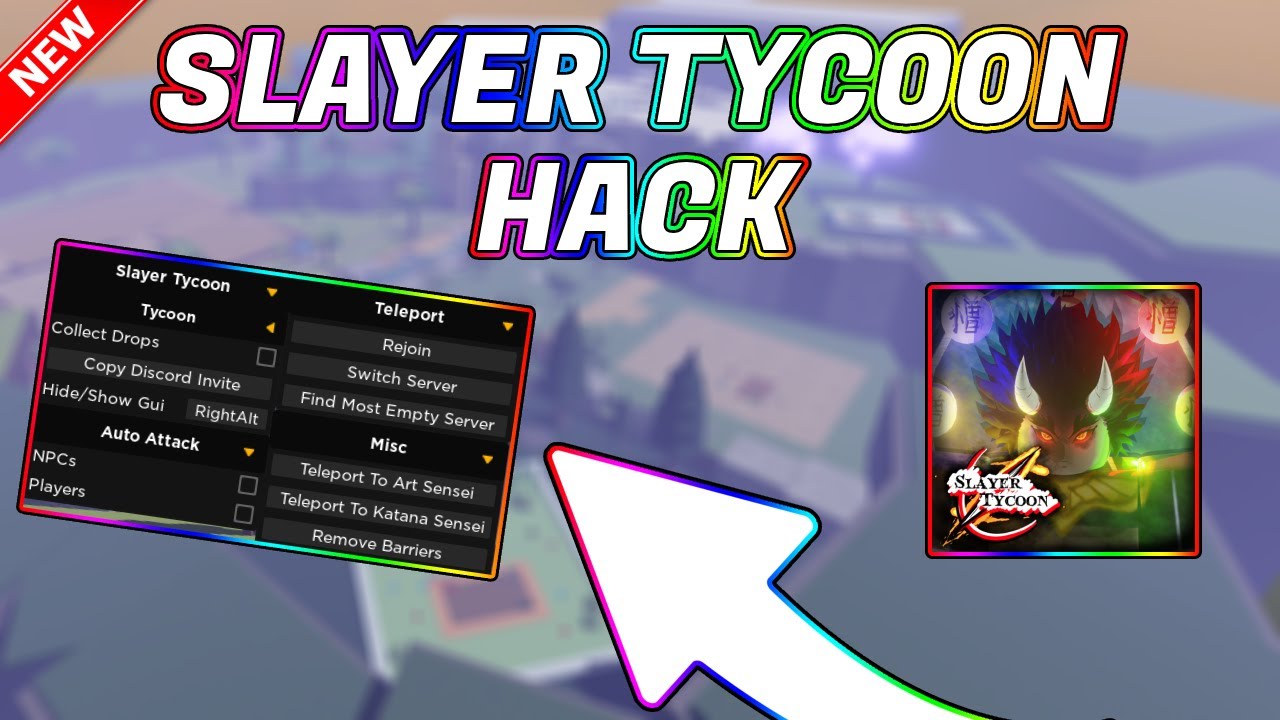 NEW
SLAYER TYCOON
HACK
Slayer Tycoon
Tycoon
Collect Drops
Copy Discord Invite
Hide/Show Gui RightAlt
Auto Attack
NPCs
Players
Teleport
Rejoin
Switch Server
Find Most Empty Server
Misc
Teleport To Art Sensei
Teleport To Katana Sensei
Remove Barriers
SLAYER
TYCOON